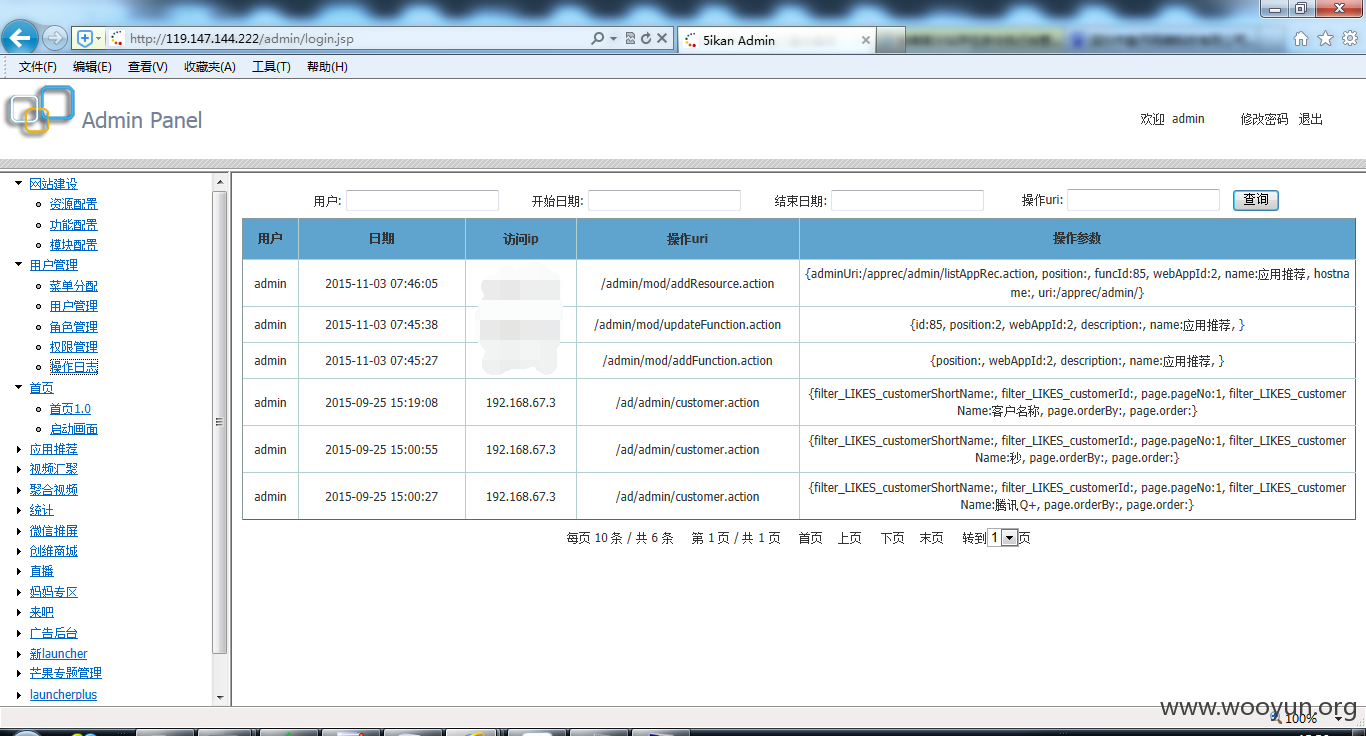 http://119.147.144.222/admin/login.jsp
5ikan Admin
文件(F) 编辑(E) 查看(V) 收藏夹(A) 工具(T) 帮助(H)
Admin Panel
欢迎 admin 修改密码 退出
网站建设
资源配置
功能配置
模块配置
用户管理
菜单分配
用户管理
角色管理
权限管理
操作日志
首页
首页1.0
启动画面
应用推荐
视频汇聚
聚合视频
统计
微信推屏
创维商城
直播
妈妈专区
来吧
广告后台
新launcher
芒果专题管理
launcherplus
用户: 开始日期: 结束日期: 操作uri: 查询
用户 日期 访问ip 操作uri 操作参数
admin 2015-11-03 07:46:05 /admin/mod/addResource.action {adminUri:/apprec/admin/listAppRec.action, position:, funcId:85, webAppId:2, name:应用推荐, hostna
me:, uri:/apprec/admin/}
admin 2015-11-03 07:45:38 /admin/mod/updateFunction.action {id:85, position:2, webAppId:2, description:, name:应用推荐, }
admin 2015-11-03 07:45:27 /admin/mod/addFunction.action {position:, webAppId:2, description:, name:应用推荐, }
admin 2015-09-25 15:19:08 192.168.67.3 /ad/admin/customer.action {filter_LIKES_customerShortName:, filter_LIKES_customerId:, page.pageNo:1, filter_LIKES_customer
Name:客户名称, page.orderBy:, page.order:}
admin 2015-09-25 15:00:55 192.168.67.3 /ad/admin/customer.action {filter_LIKES_customerShortName:, filter_LIKES_customerId:, page.pageNo:1, filter_LIKES_customer
Name:秒, page.orderBy:, page.order:}
admin 2015-09-25 15:00:27 192.168.67.3 /ad/admin/customer.action {filter_LIKES_customerShortName:, filter_LIKES_customerId:, page.pageNo:1, filter_LIKES_customer
Name:腾讯Q+, page.orderBy:, page.order:}
每页 10 条 / 共 6 条 第 1 页 / 共 1 页 首页 上页 下页 末页 转到 1 页
www.wooyun.org
100%